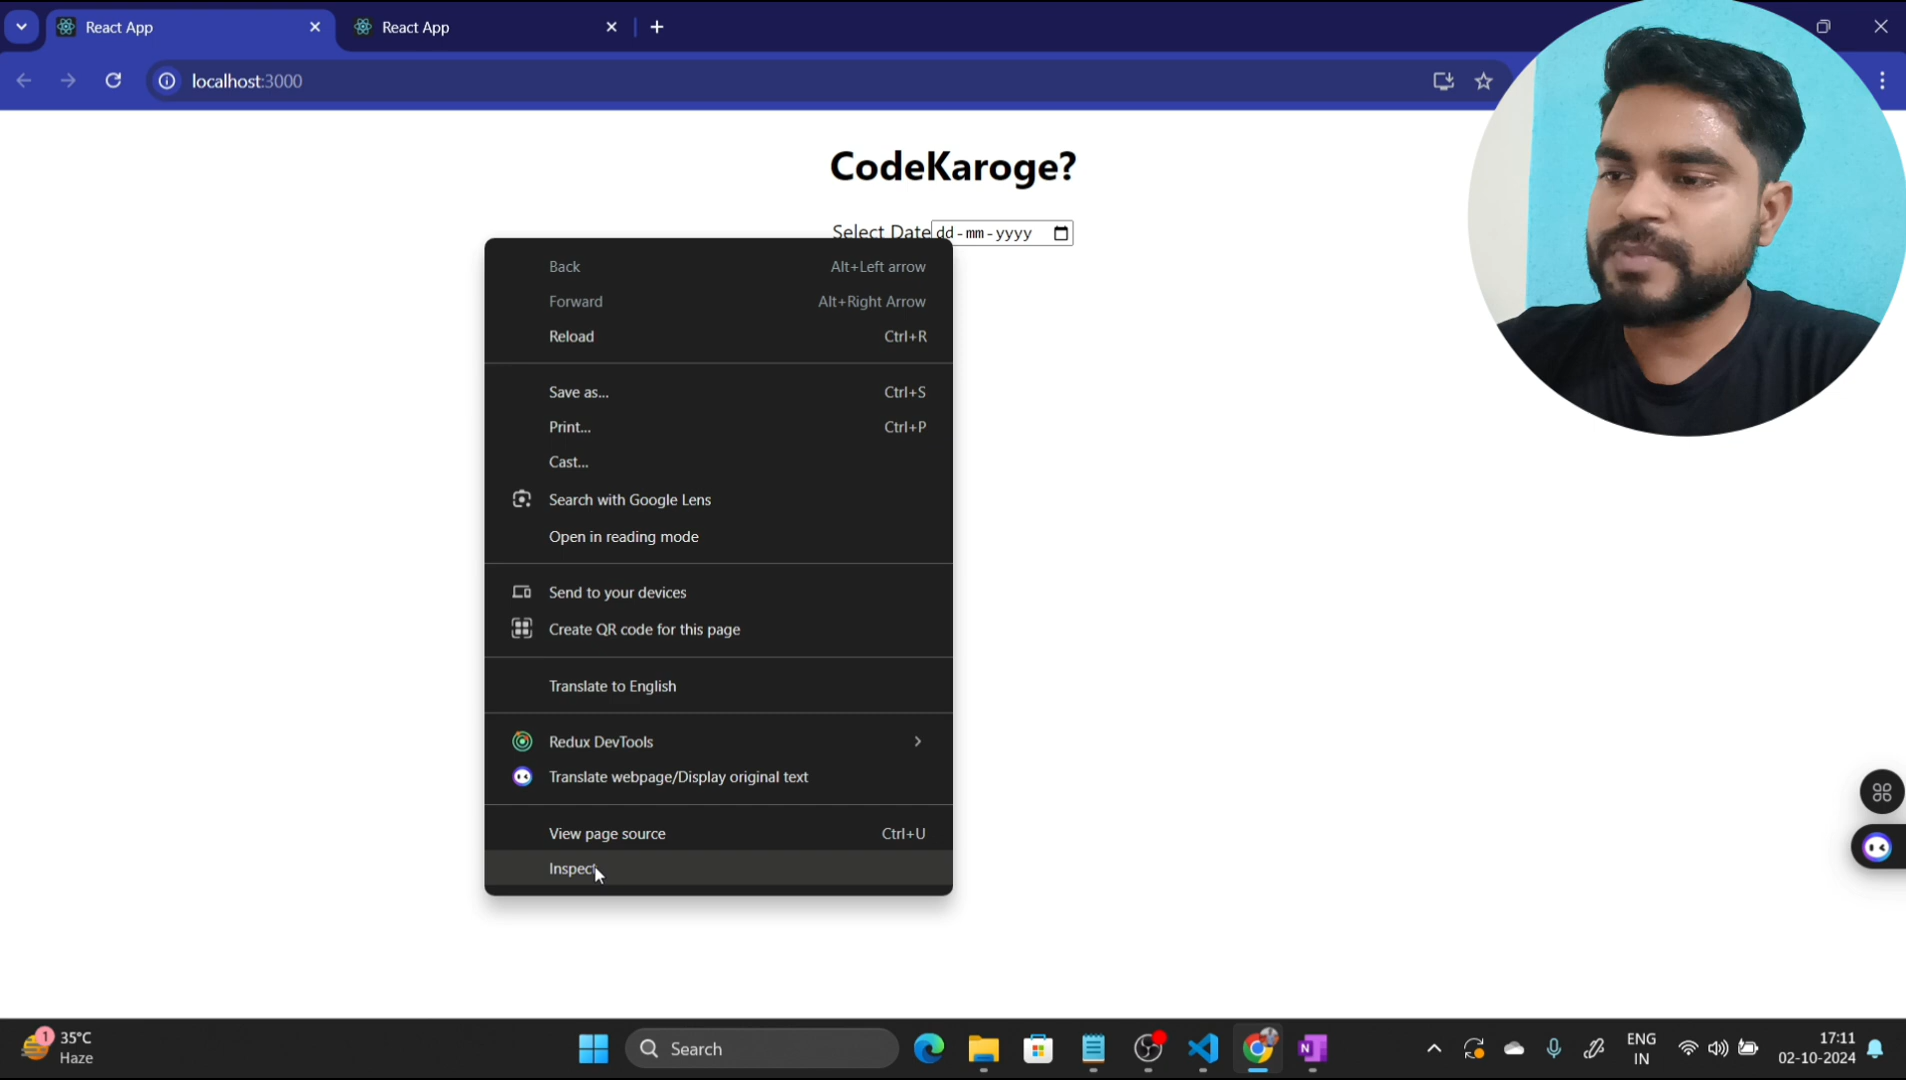 React App
React App
localhost:3000
CodeKaroge?
Select Date dd-mm-yyyy
Back Alt+Left arrow
Forward Alt+Right Arrow
Reload Ctrl+R
Save as... Ctrl+S
Print... Ctrl+P
Cast...
Search with Google Lens
Open in reading mode
Send to your devices
Create QR code for this page
Translate to English
Redux DevTools
Translate webpage/Display original text
View page source Ctrl+U
Inspect
1 35°C
Haze
Search
N
ENG
IN
17:11
02-10-2024